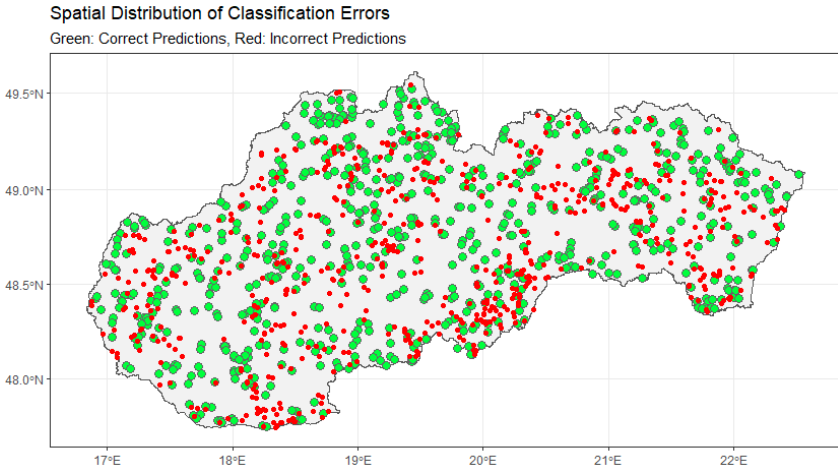 Spatial Distribution of Classification Errors
Green: Correct Predictions, Red: Incorrect Predictions
49.5°N
49.0°N
48.5°N
48.0°N
17°E 18°E 19°E 20°E 21°E 22°E